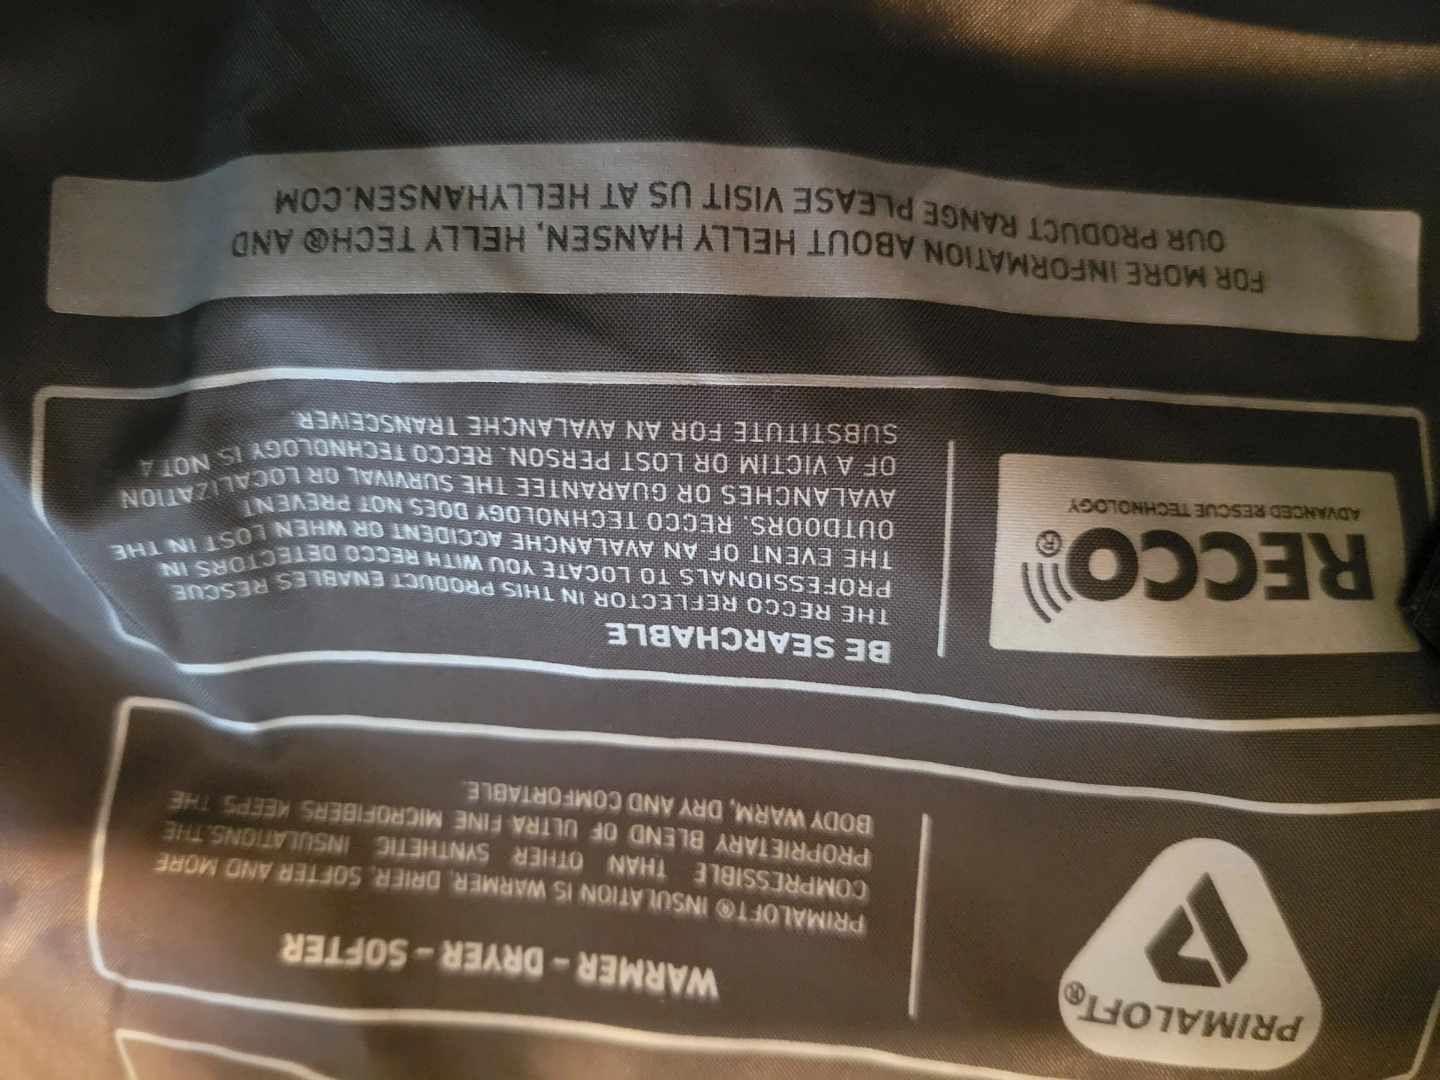 PRIMALOFT®
WARMER – DRYER – SOFTER
PRIMALOFT® INSULATION IS WARMER, DRIER, SOFTER AND MORE
COMPRESSIBLE THAN OTHER SYNTHETIC INSULATIONS. THE
PROPRIETARY BLEND OF ULTRA FINE MICROFIBERS KEEPS THE
BODY WARM, DRY AND COMFORTABLE.
RECCO®
ADVANCED RESCUE TECHNOLOGY
BE SEARCHABLE
THE RECCO REFLECTOR IN THIS PRODUCT ENABLES RESCUE
PROFESSIONALS TO LOCATE YOU WITH RECCO DETECTORS IN
THE EVENT OF AN AVALANCHE ACCIDENT OR WHEN LOST IN THE
OUTDOORS. RECCO TECHNOLOGY DOES NOT PREVENT
AVALANCHES OR GUARANTEE THE SURVIVAL OR LOCALIZATION
OF A VICTIM OR LOST PERSON. RECCO TECHNOLOGY IS NOT A
SUBSTITUTE FOR AN AVALANCHE TRANSCEIVER.
FOR MORE INFORMATION ABOUT HELLY HANSEN, HELLY TECH® AND
OUR PRODUCT RANGE PLEASE VISIT US AT HELLYHANSEN.COM